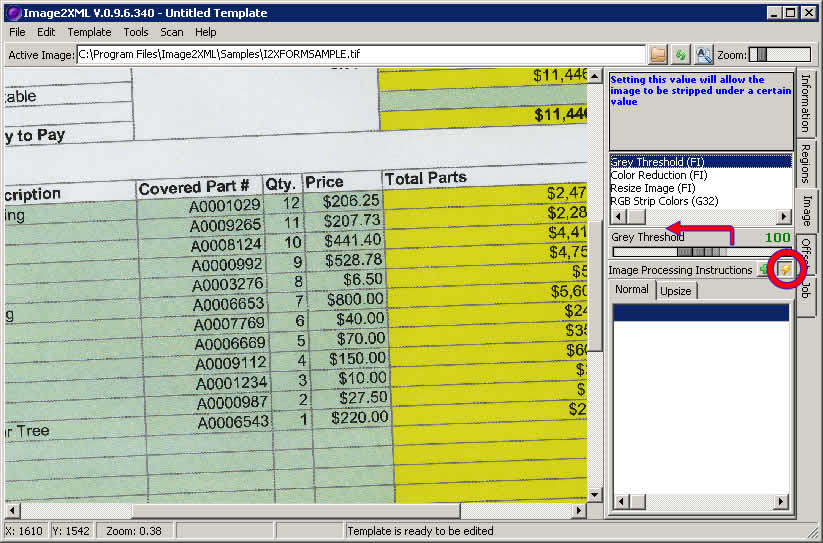 Image2XML V.0.9.6.340 - Untitled Template
File Edit Template Tools Scan Help
Active Image: C:\Program Files\Image2XML\Samples\I2XFORMSAMPLE.tif Zoom:
Setting this value will allow the
image to be stripped under a certain
value
Information
Regions
Image
Job
Grey Threshold (FI)
Color Reduction (FI)
Resize Image (FI)
RGB Strip Colors (G32)
Grey Threshold 100
Image Processing Instructions
Normal Upsize
$11,446
table
$11,446
y to Pay
cription Covered Part # Qty. Price Total Parts
ing A0001029 12 $206.25 $2,47
A0009265 11 $207.73 $2,28
A0008124 10 $441.40 $4,41
A0000992 9 $528.78 $4,75
A0003276 8 $6.50 $5
g A0006653 7 $800.00 $5,60
A0007769 6 $40.00 $24
A0006669 5 $70.00 $35
A0009112 4 $150.00 $60
A0001234 3 $10.00 $
A0000987 2 $27.50 $
r Tree A0006543 1 $220.00 $2
X: 1610 Y: 1542 Zoom: 0.38 Template is ready to be edited